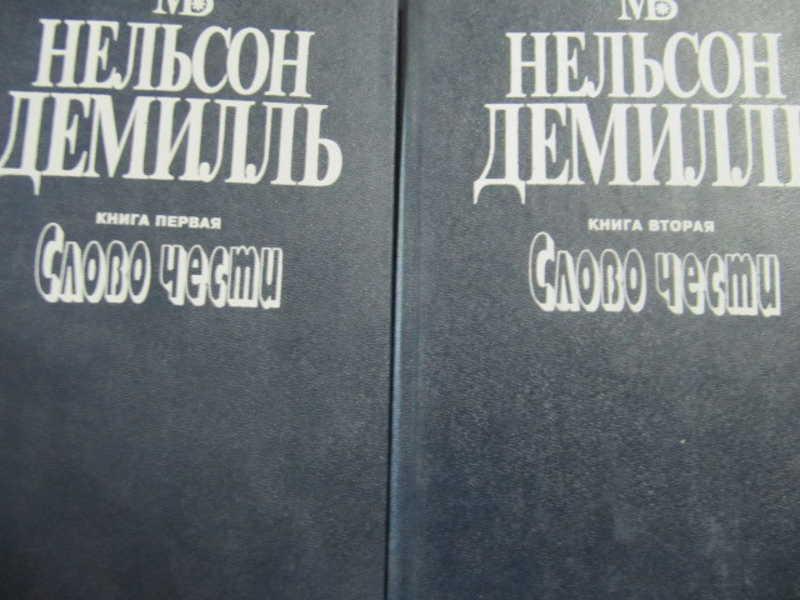 НЕЛЬСОН
ДЕМИЛЛЬ
КНИГА ПЕРВАЯ
Слово чести
НЕЛЬСОН
ДЕМИЛЛЬ
КНИГА ВТОРАЯ
Слово чести